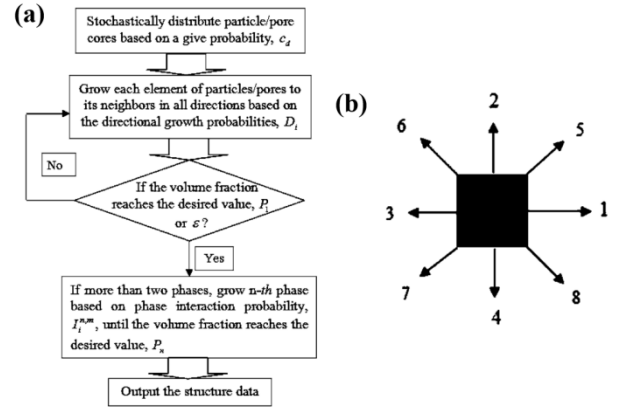 (a)
Stochastically distribute particle/pore
cores based on a give probability, c_d
Grow each element of particles/pores to
its neighbors in all directions based on
the directional growth probabilities, D_i
No
If the volume fraction
reaches the desired value, P_1
or ε?
Yes
If more than two phases, grow n-th phase
based on phase interaction probability,
I_i^{n,m}, until the volume fraction reaches the
desired value, P_n
Output the structure data
(b)
2
6
5
3
1
7
8
4